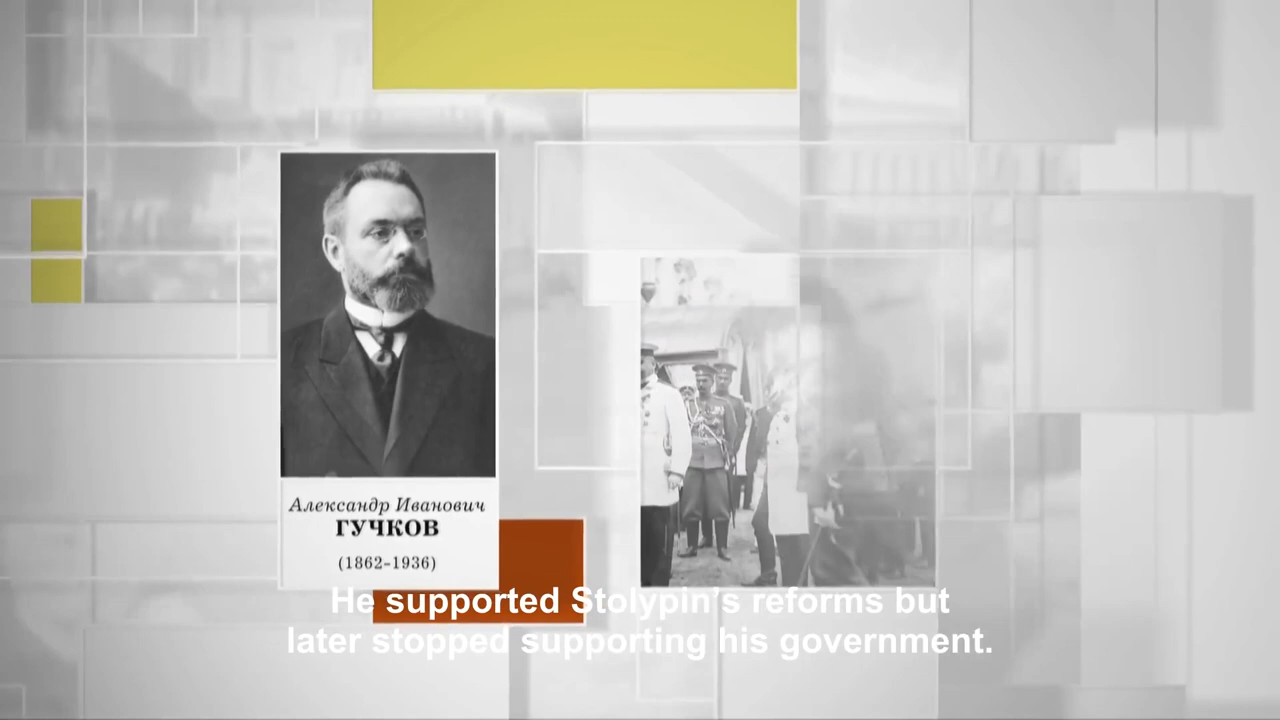 Александр Иванович
ГУЧКОВ
(1862–1936)
He supported Stolypin's reforms but
later stopped supporting his government.